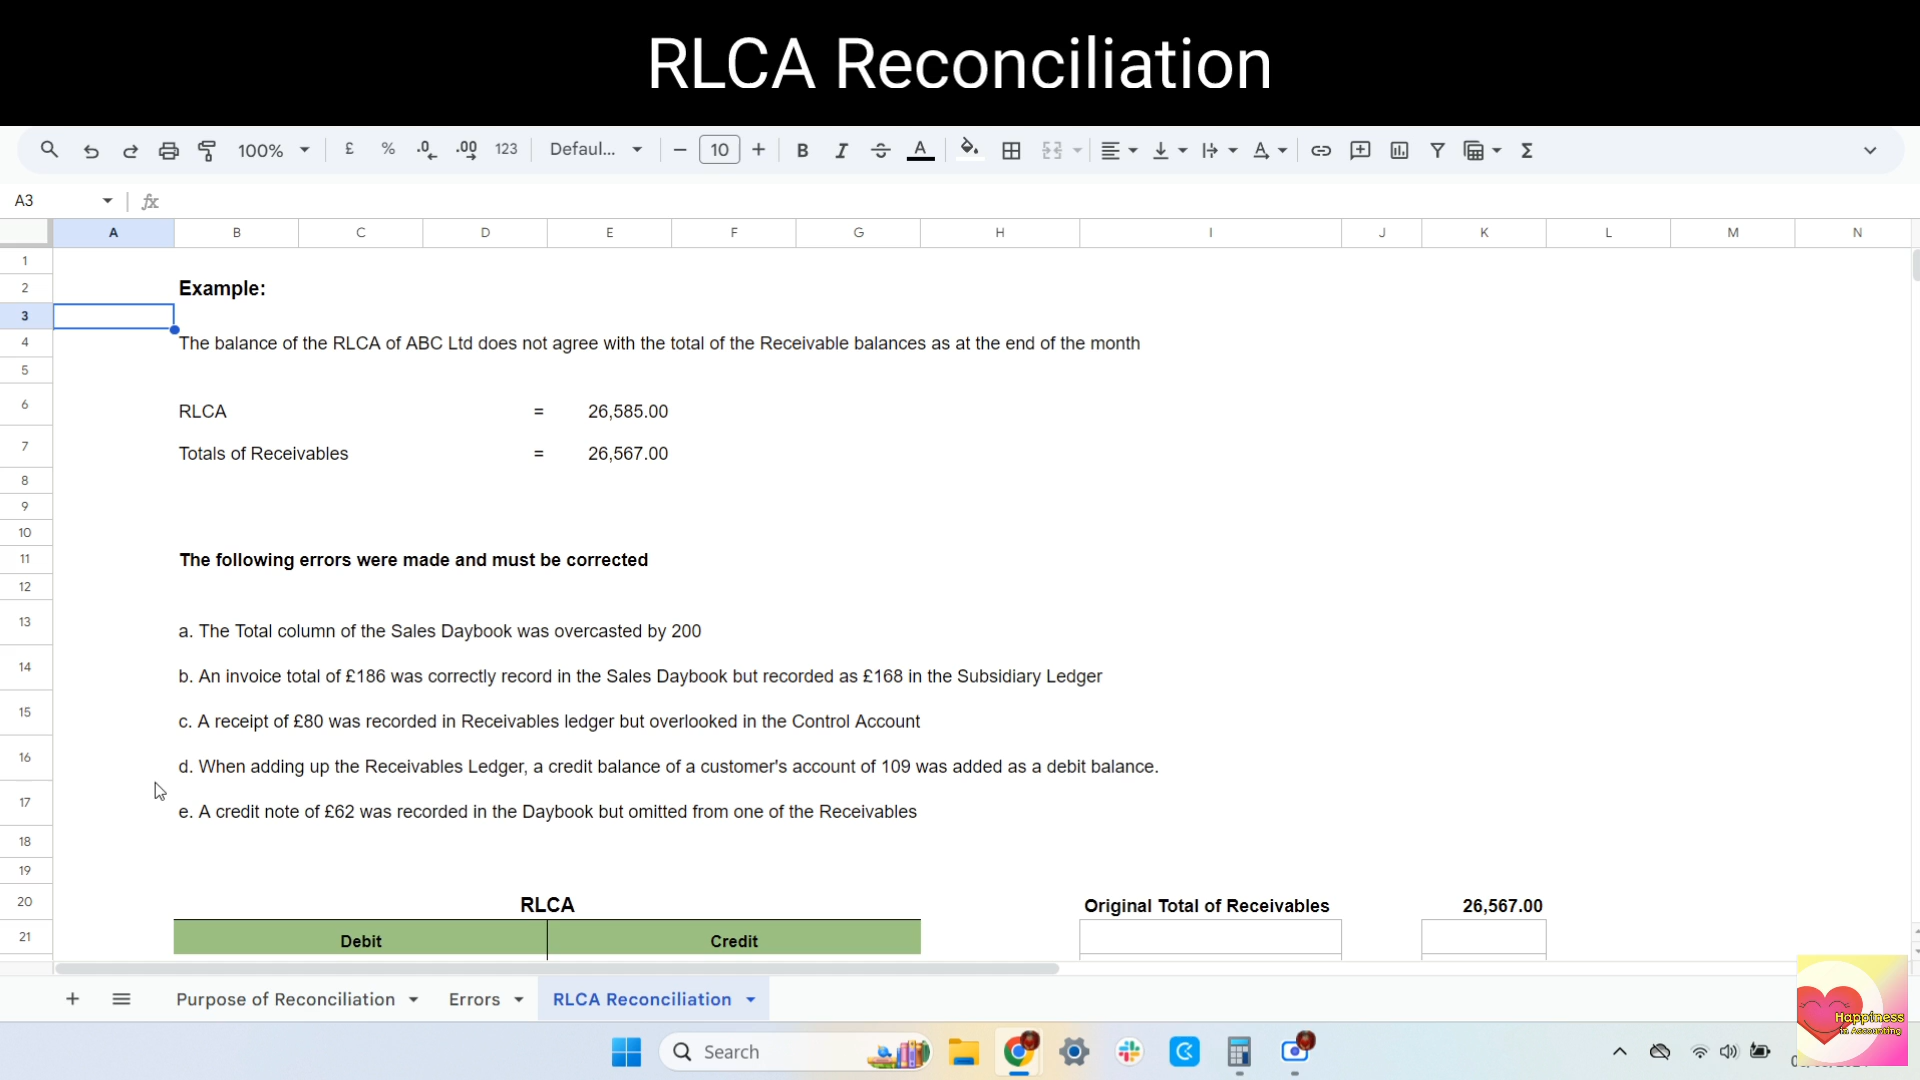 RLCA Reconciliation
100% £ % .0 .00 123 Defaul... 10 B I A
A3 fx
A B C D E F G H I J K L M N
1
2 Example:
3
4 The balance of the RLCA of ABC Ltd does not agree with the total of the Receivable balances as at the end of the month
5
6 RLCA = 26,585.00
7 Totals of Receivables = 26,567.00
8
9
10
11 The following errors were made and must be corrected
12
13 a. The Total column of the Sales Daybook was overcasted by 200
14 b. An invoice total of £186 was correctly record in the Sales Daybook but recorded as £168 in the Subsidiary Ledger
15 c. A receipt of £80 was recorded in Receivables ledger but overlooked in the Control Account
16 d. When adding up the Receivables Ledger, a credit balance of a customer's account of 109 was added as a debit balance.
17 e. A credit note of £62 was recorded in the Daybook but omitted from one of the Receivables
18
19
20 RLCA Original Total of Receivables 26,567.00
21 Debit Credit
Purpose of Reconciliation Errors RLCA Reconciliation
Happiness
in Accounting
Search